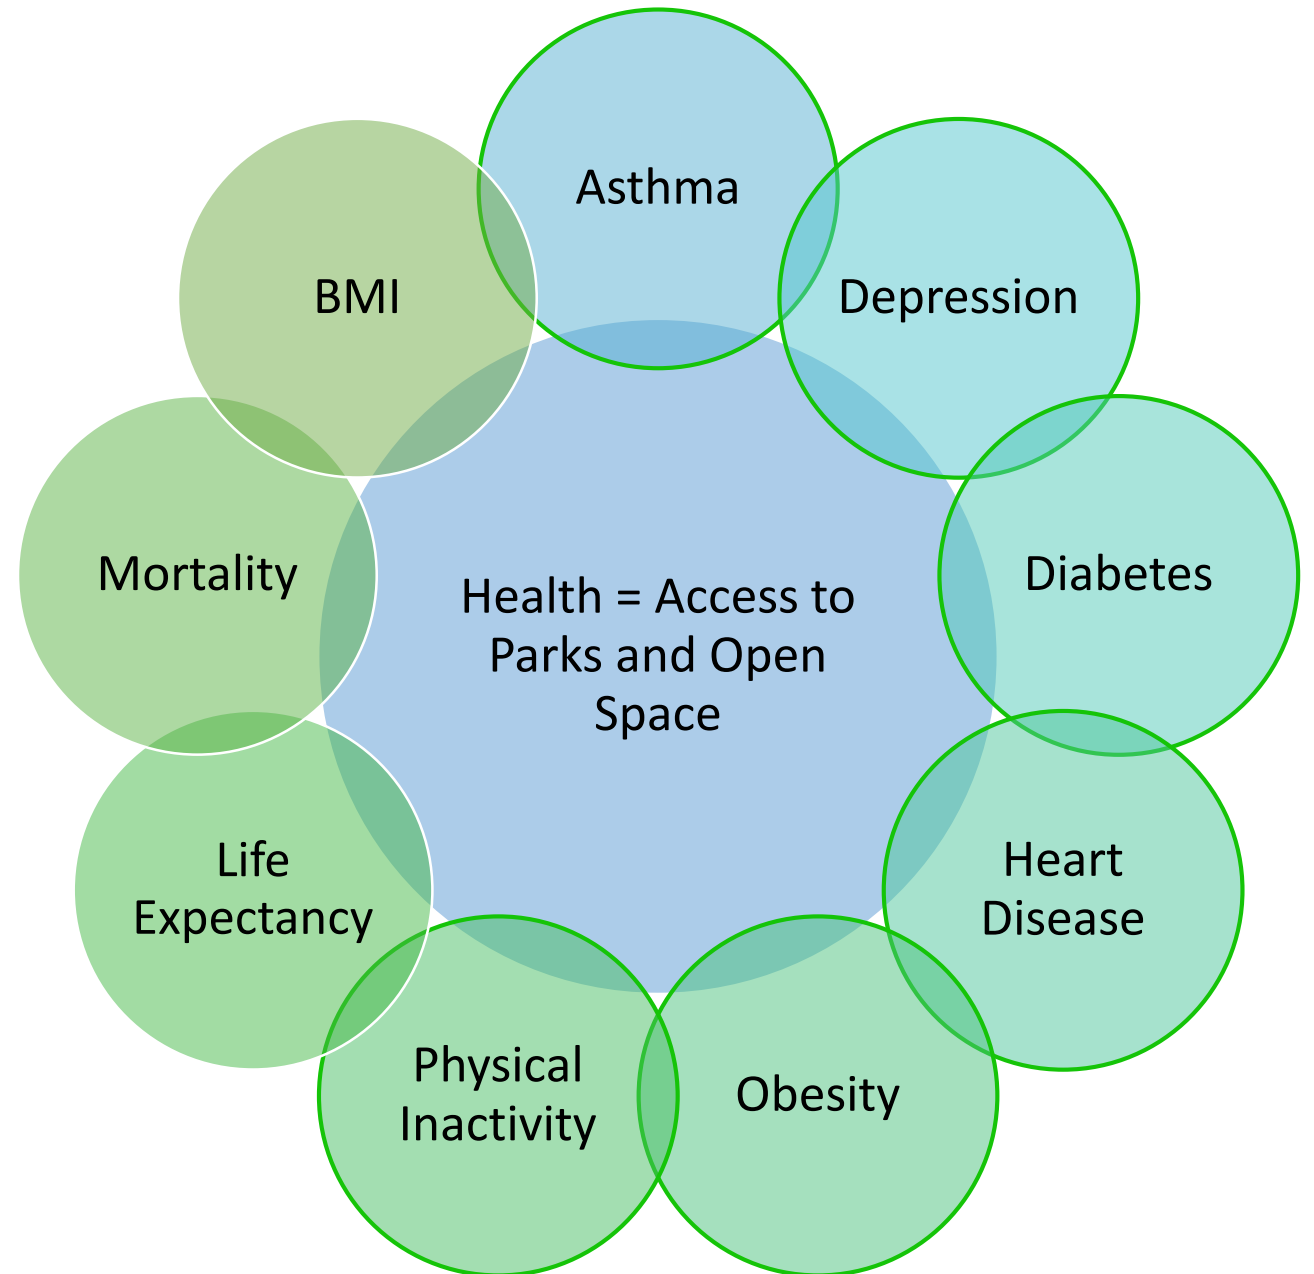 Asthma
Depression
Diabetes
Heart
Disease
Obesity
Physical
Inactivity
Life
Expectancy
Mortality
BMI
Health = Access to
Parks and Open
Space